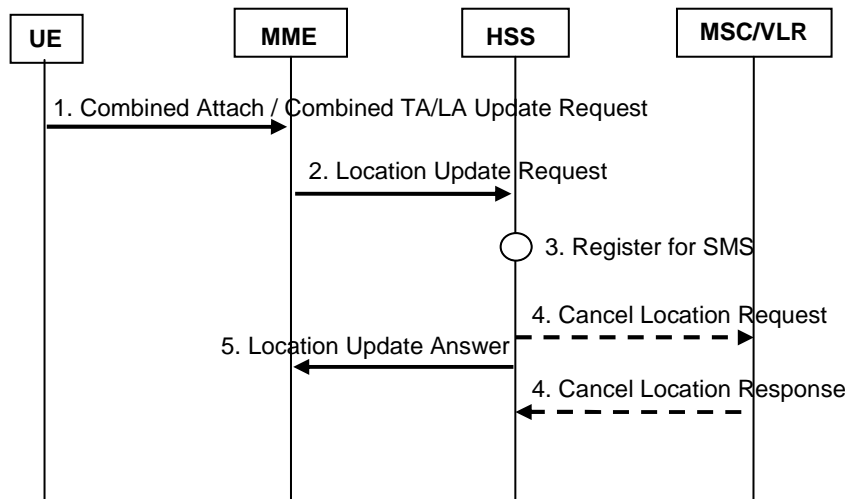 UE
MME
HSS
MSC/VLR
1. Combined Attach / Combined TA/LA Update Request
2. Location Update Request
3. Register for SMS
4. Cancel Location Request
5. Location Update Answer
4. Cancel Location Response